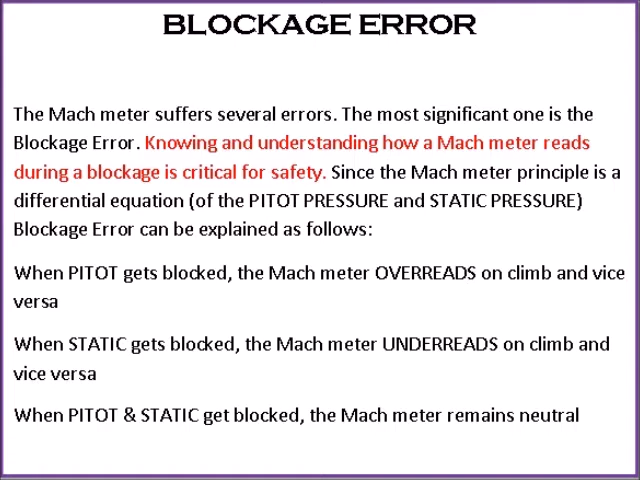 BLOCKAGE ERROR
The Mach meter suffers several errors. The most significant one is the
Blockage Error. Knowing and understanding how a Mach meter reads
during a blockage is critical for safety. Since the Mach meter principle is a
differential equation (of the PITOT PRESSURE and STATIC PRESSURE)
Blockage Error can be explained as follows:
When PITOT gets blocked, the Mach meter OVERREADS on climb and vice
versa
When STATIC gets blocked, the Mach meter UNDERREADS on climb and
vice versa
When PITOT & STATIC get blocked, the Mach meter remains neutral